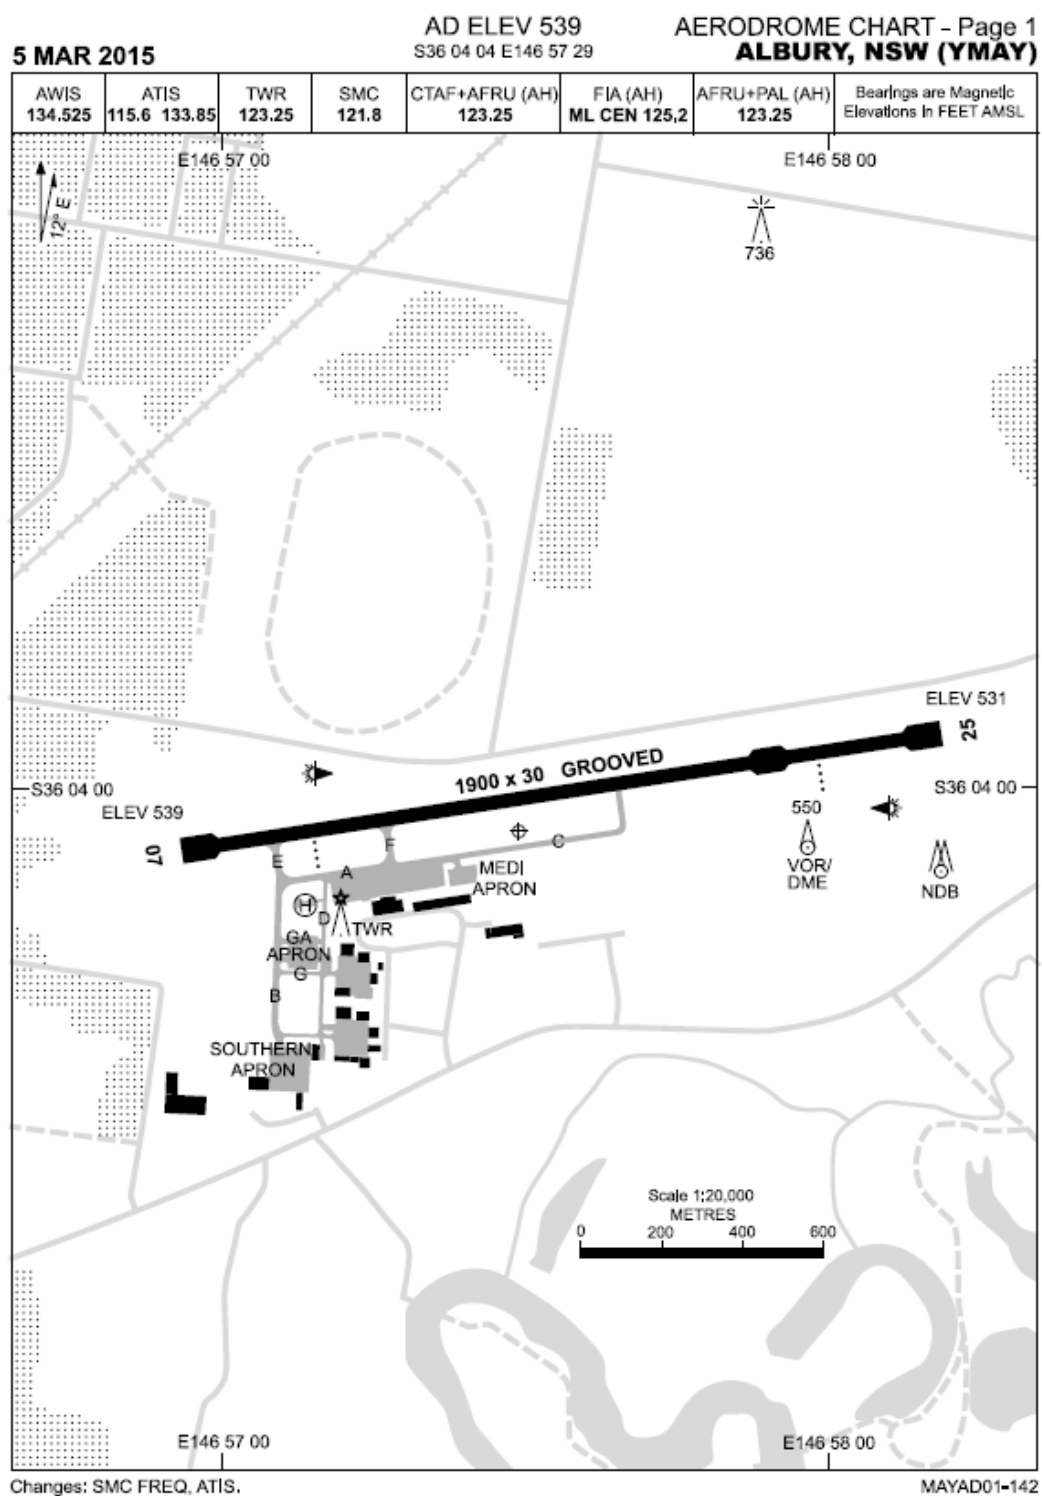 5 MAR 2015
AD ELEV 539
S36 04 04 E146 57 29
AERODROME CHART - Page 1
ALBURY, NSW (YMAY)
AWIS
134.525
ATIS
115.6 133.85
TWR
123.25
SMC
121.8
CTAF+AFRU (AH)
123.25
FIA (AH)
ML CEN 125.2
AFRU+PAL (AH)
123.25
Bearings are Magnetic
Elevations in FEET AMSL
E146 57 00
E146 58 00
12° E
736
ELEV 531
25
1900 x 30 GROOVED
S36 04 00
S36 04 00
ELEV 539
07
550
VOR/
DME
NDB
E
F
C
A
MEDI
APRON
H
D
TWR
GA
APRON
G
B
SOUTHERN
APRON
Scale 1:20,000
METRES
0 200 400 600
E146 57 00
E146 58 00
Changes: SMC FREQ, ATIS.
MAYAD01-142